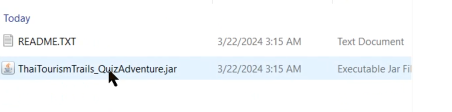 Today
README.TXT 3/22/2024 3:15 AM Text Document
ThaiTourismTrails_QuizAdventure.jar 3/22/2024 3:15 AM Executable Jar Fil